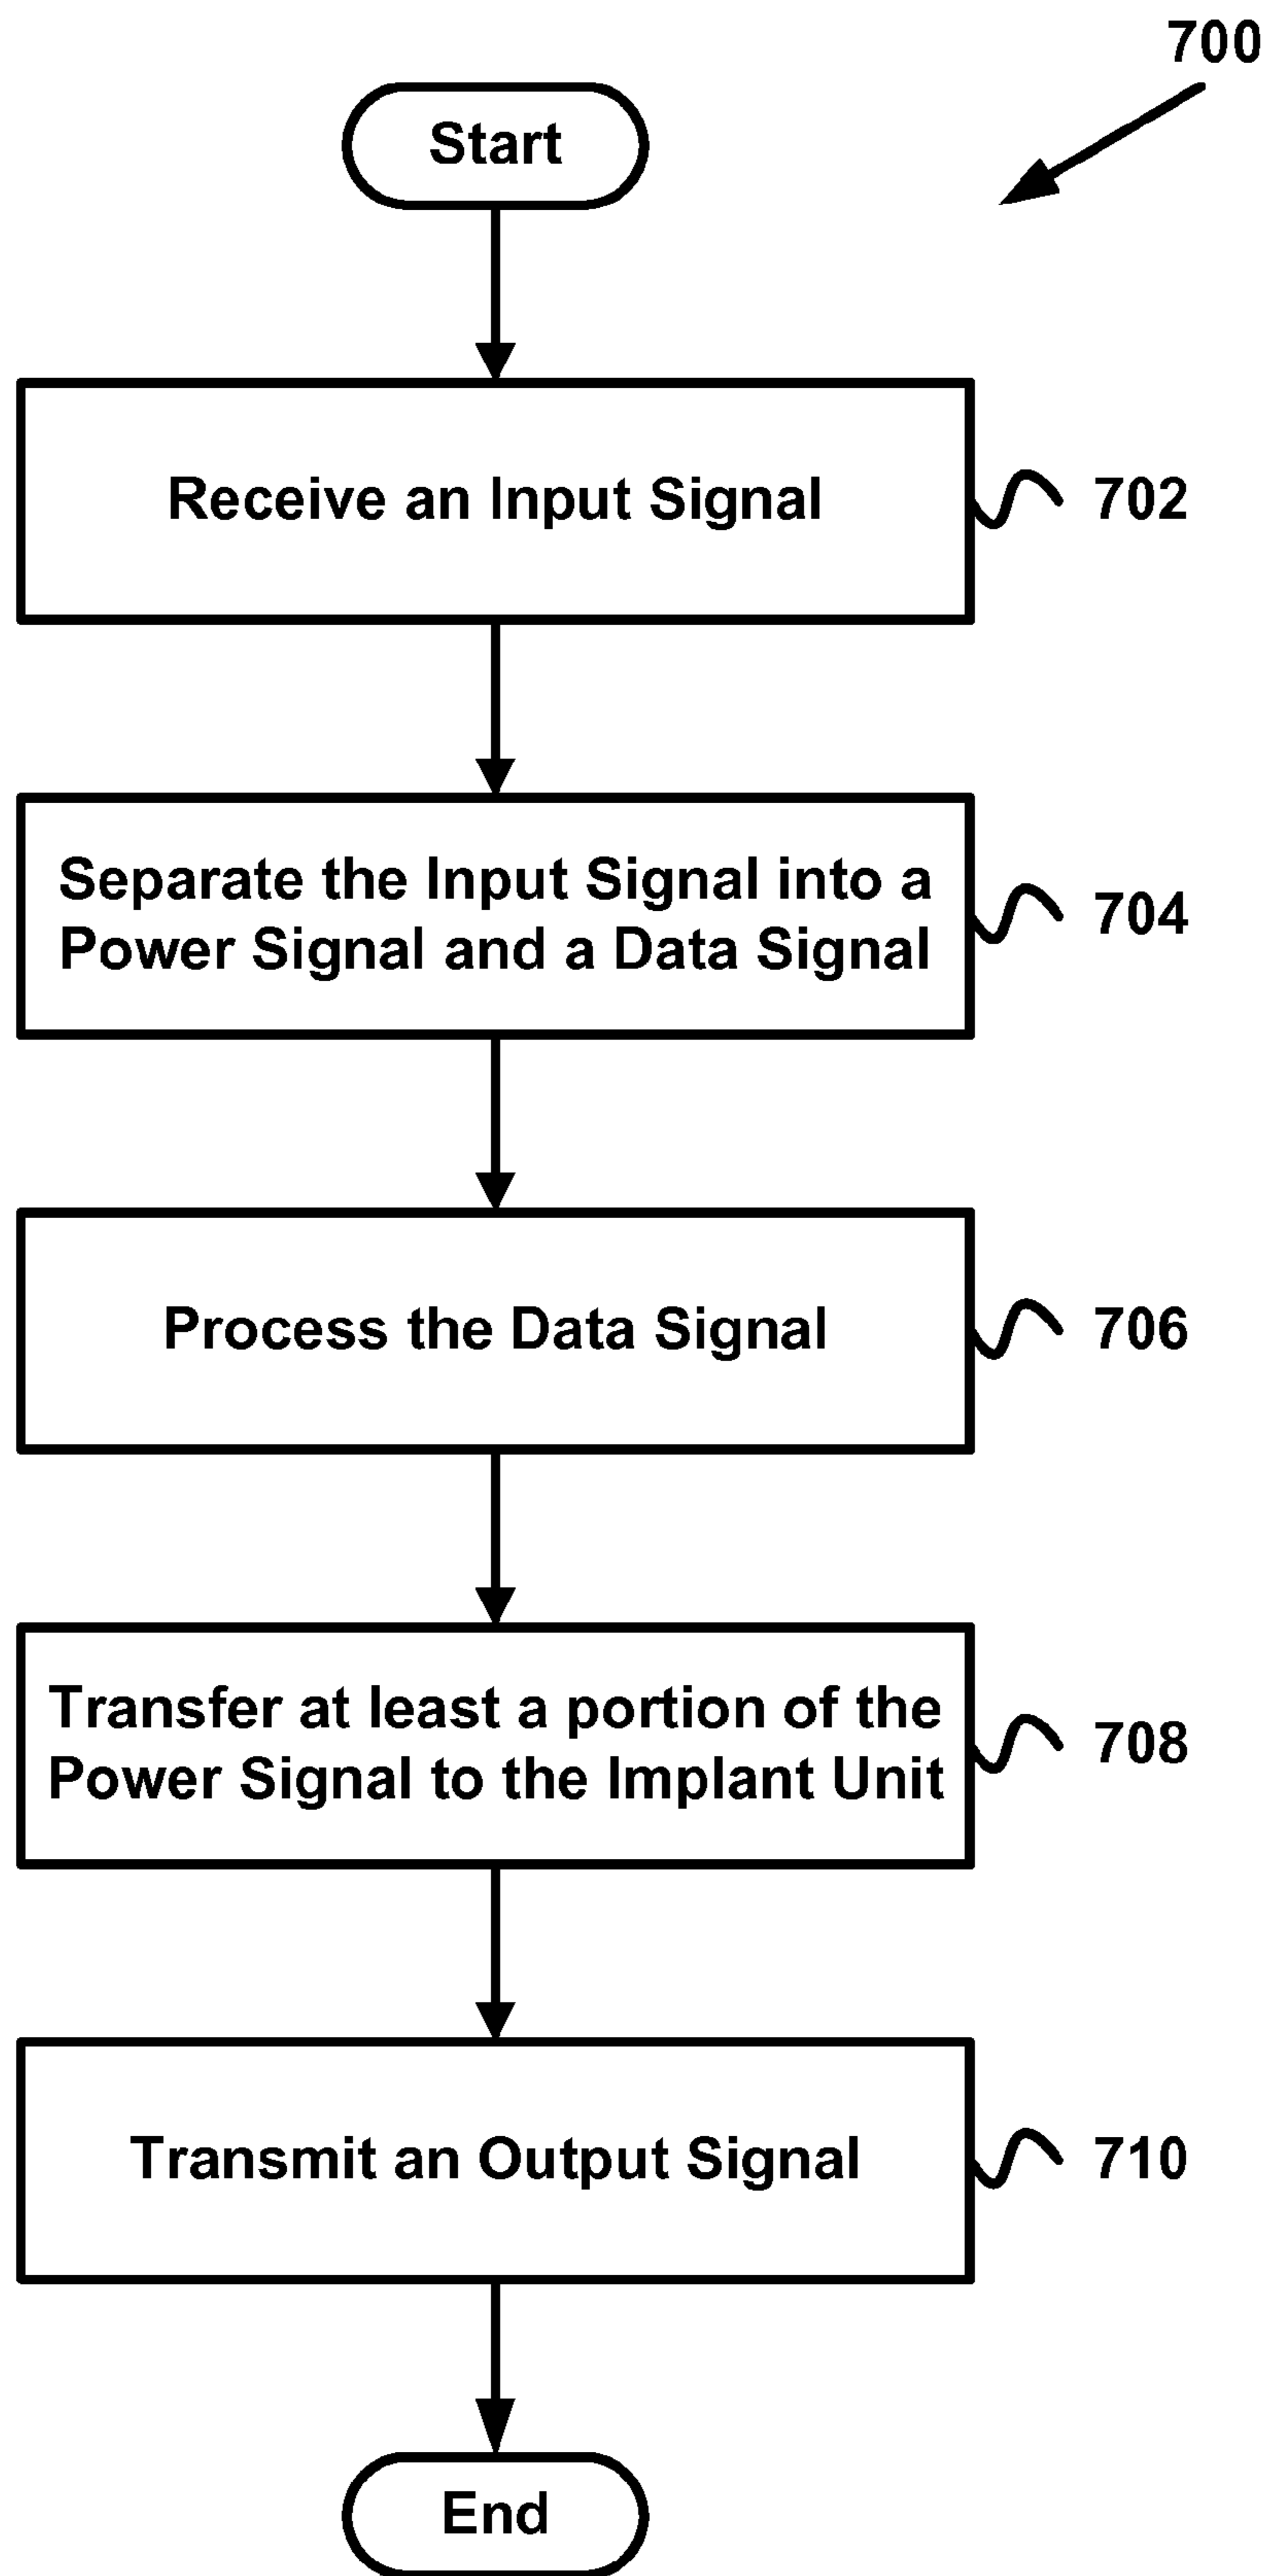 700
Start
Receive an Input Signal
702
Separate the Input Signal into a
Power Signal and a Data Signal
704
Process the Data Signal
706
Transfer at least a portion of the
Power Signal to the Implant Unit
708
Transmit an Output Signal
710
End